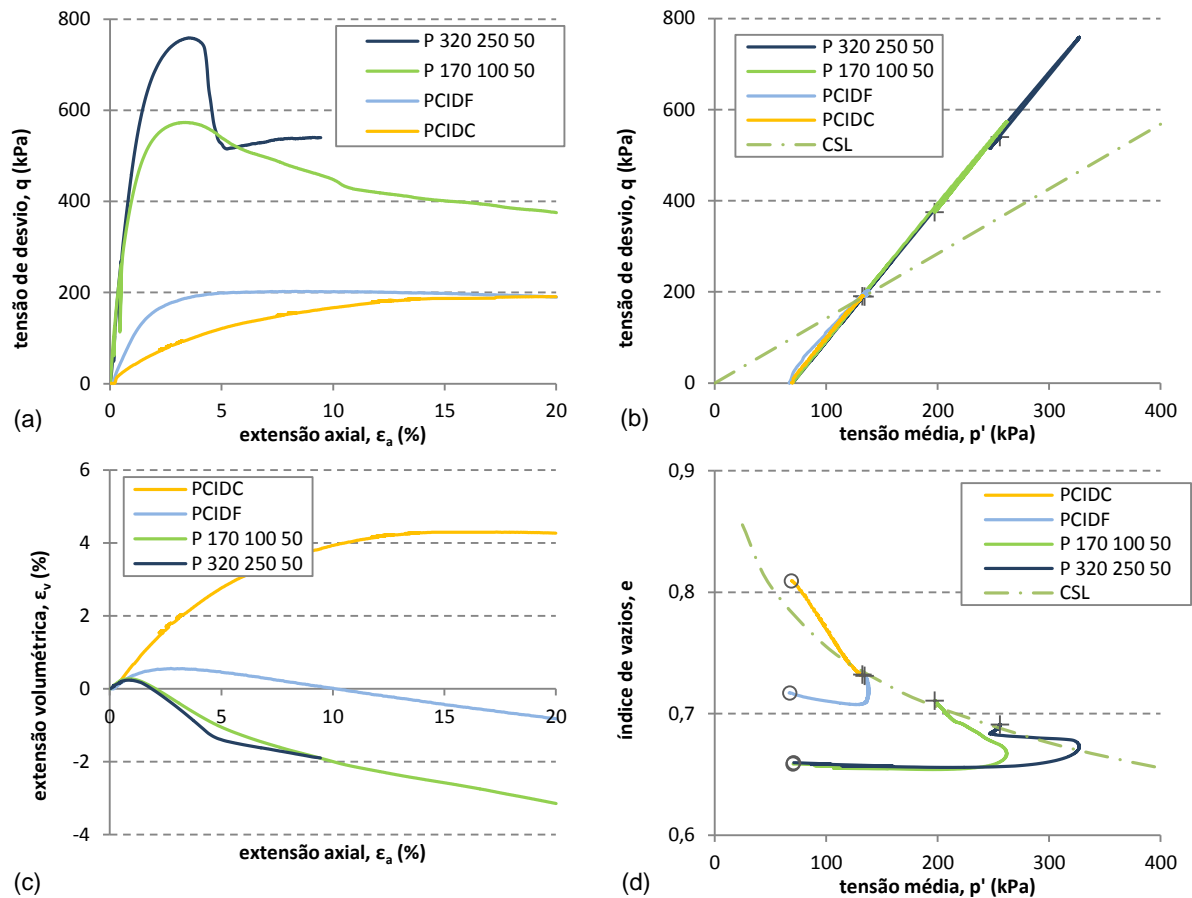 800
600
400
200
0
0
5
10
15
20
tensão de desvio, q (kPa)
extensão axial, εa (%)
P 320 250 50
P 170 100 50
PCIDF
PCIDC
(a)
800
600
400
200
0
0
100
200
300
400
tensão de desvio, q (kPa)
tensão média, p' (kPa)
P 320 250 50
P 170 100 50
PCIDF
PCIDC
CSL
(b)
6
4
2
0
-2
-4
0
5
10
15
20
extensão volumétrica, εv (%)
extensão axial, εa (%)
PCIDC
PCIDF
P 170 100 50
P 320 250 50
(c)
0,9
0,8
0,7
0,6
0
100
200
300
400
índice de vazios, e
tensão média, p' (kPa)
PCIDC
PCIDF
P 170 100 50
P 320 250 50
CSL
(d)